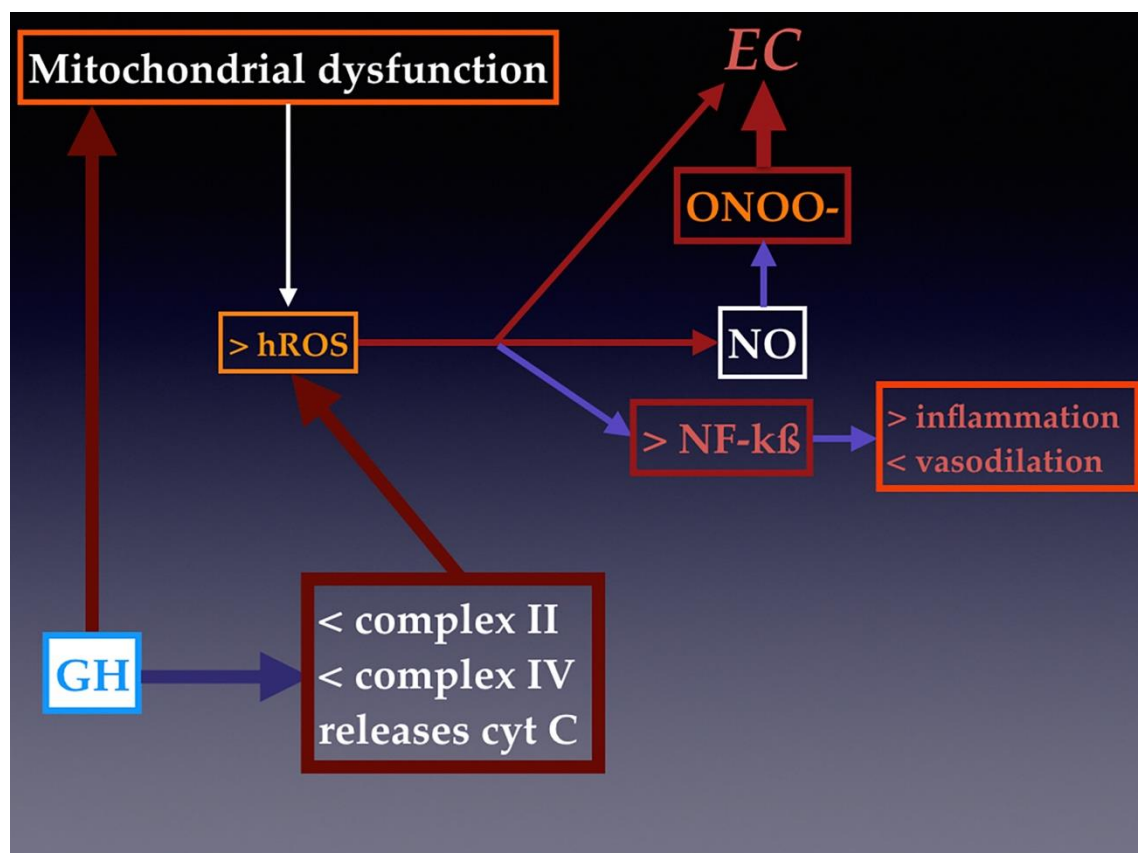 Mitochondrial dysfunction
EC
ONOO-
> hROS
NO
> NF-kß
> inflammation
< vasodilation
< complex II
< complex IV
releases cyt C
GH